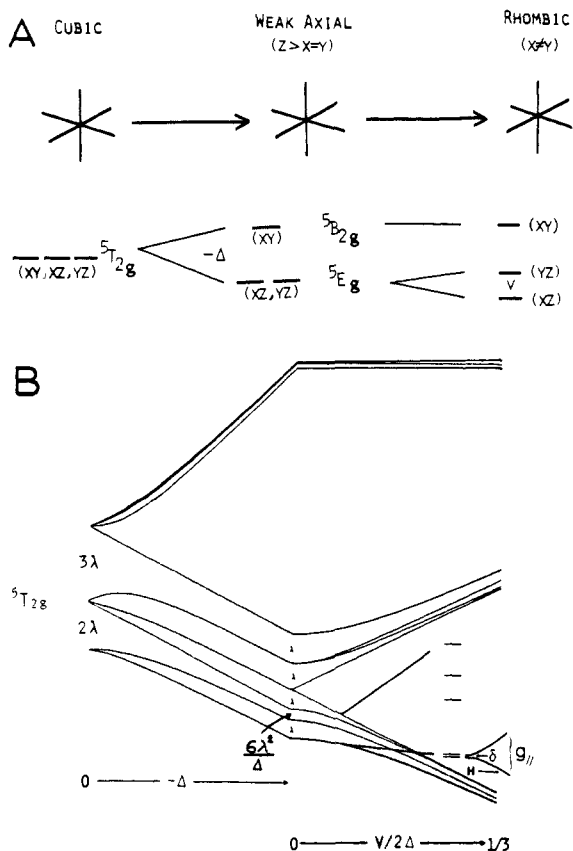 A
CUBIC
WEAK AXIAL
(Z > X=Y)
RHOMBIC
(X≠Y)
(XY, XZ, YZ)
⁵T₂g
-Δ
(XY)
(XZ, YZ)
⁵B₂g
⁵Eg
(XY)
(YZ)
V
(XZ)
B
3λ
⁵T₂g
2λ
λ
λ
λ
λ
6λ²/Δ
δ
g//
H
0 -Δ
0 V/2Δ 1/3